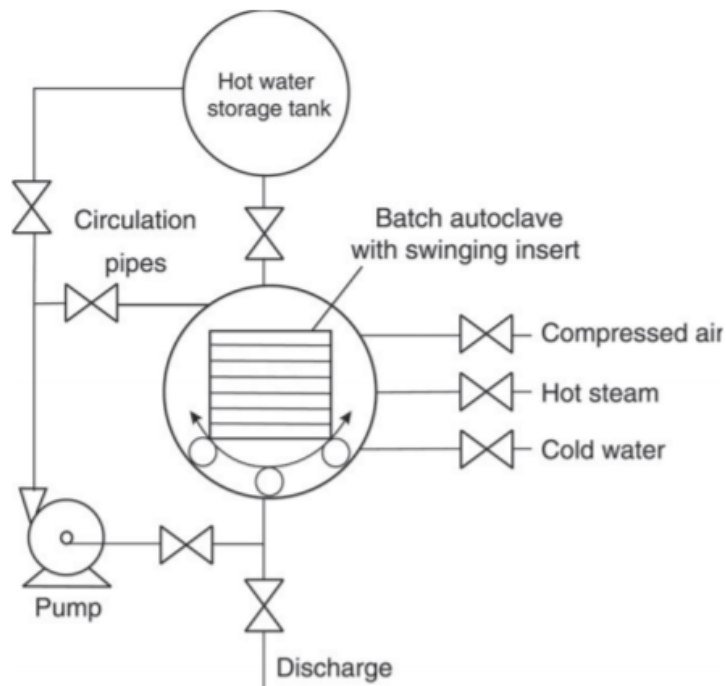 Hot water
storage tank
Circulation
pipes
Batch autoclave
with swinging insert
Compressed air
Hot steam
Cold water
Pump
Discharge